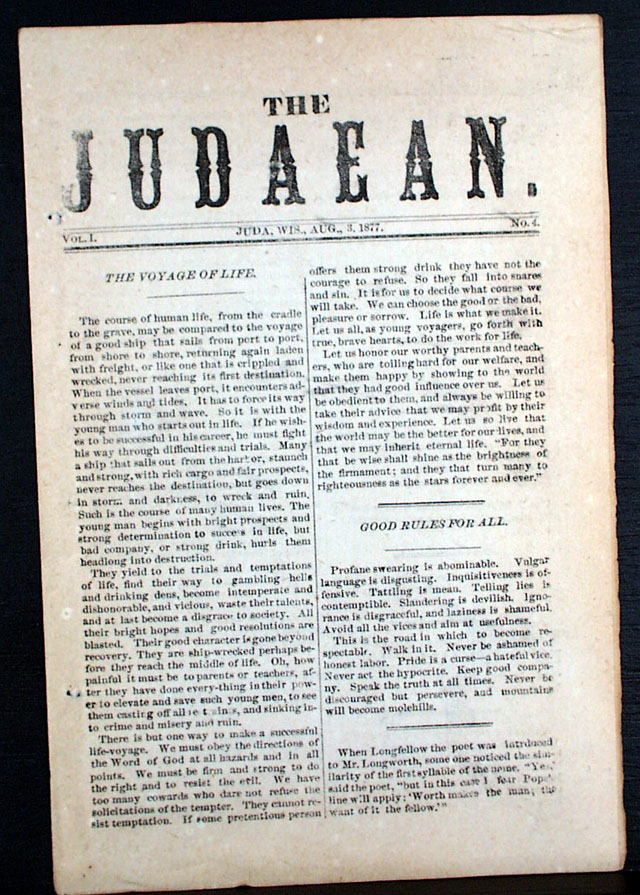 THE
JUDAEAN.
VOL. I.
JUDA, WIS., AUG., 3, 1877.
No. 4.
THE VOYAGE OF LIFE.
The course of human life, from the cradle
to the grave, may be compared to the voyage
of a good ship that sails from port to port,
from shore to shore, returning again laden
with freight, or like one that is crippled and
wrecked, never reaching its first destination.
When the vessel leaves port, it encounters ad-
verse winds and tides. It has to force its way
through storm and wave. So it is with the
young man who starts out in life. If he wish-
es to be successful in his career, he must fight
his way through difficulties and trials. Many
a ship that sails out from the harbor, staunch
and strong, with rich cargo and fair prospects,
never reaches the destination, but goes down
in storm and darkness, to wreck and ruin.
Such is the course of many human lives. The
young man begins with bright prospects and
strong determination to success in life, but
bad company, or strong drink, hurls them
headlong into destruction.
They yield to the trials and temptations
of life, find their way to gambling hells
and drinking dens, become intemperate and
dishonorable, and vicious, waste their talents,
and at last become a disgrace to society. All
their bright hopes and good resolutions are
blasted. Their good character is gone beyond
recovery. They are ship-wrecked perhaps be-
fore they reach the middle of life. Oh, how
painful it must be to parents or teachers, af-
ter they have done every-thing in their pow-
er to elevate and save such young men, to see
them casting off all and sinking in-
to crime and misery and ruin.
There is but one way to make a successful
life-voyage. We must obey the directions of
the Word of God at all hazards and in all
points. We must be firm and strong to do
the right and to resist the evil. We have
too many cowards who dare not refuse the
solicitations of the tempter. They cannot re-
sist temptation. If some pretentious person
offers them strong drink they have not the
courage to refuse. So they fall into snares
and sin. It is for us to decide what course we
will take. We can choose the good or the bad,
pleasure or sorrow. Life is what we make it.
Let us all, as young voyagers, go forth with
true, brave hearts, to do the work for life.
Let us honor our worthy parents and teach-
ers, who are toiling hard for our welfare, and
make them happy by showing to the world
that they had good influence over us. Let us
be obedient to them, and always be willing to
take their advice that we may profit by their
wisdom and experience. Let us so live that
the world may be the better for our lives, and
that we may inherit eternal life. "For they
that be wise shall shine as the brightness of
the firmament; and they that turn many to
righteousness as the stars forever and ever."
GOOD RULES FOR ALL.
Profane swearing is abominable. Vulgar
language is disgusting. Inquisitiveness is of-
fensive. Tattling is mean. Telling lies is
contemptible. Slandering is devilish. Igno-
rance is disgraceful, and laziness is shameful.
Avoid all the vices and aim at usefulness.
This is the road in which to become re-
spectable. Walk in it. Never be ashamed of
honest labor. Pride is a curse—a hateful vice.
Never act the hypocrite. Keep good compa-
ny. Speak the truth at all times. Never be
discouraged but persevere, and mountains
will become molehills.
When Longfellow the poet was introduced
to Mr. Longworth, some one noticed the sim-
ilarity of the first syllable of the name. "Yes,"
said the poet, "but in this case I fear Pope's
line will apply: 'Worth makes the man; the
want of it the fellow.'"